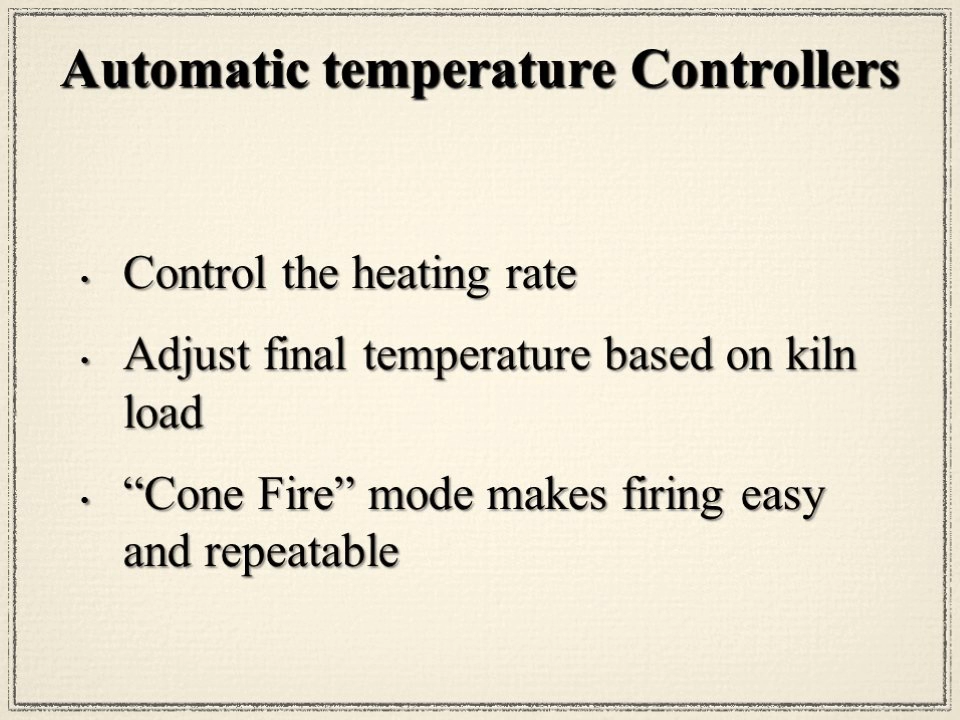 Automatic temperature Controllers
• Control the heating rate
• Adjust final temperature based on kiln
load
• “Cone Fire” mode makes firing easy
and repeatable